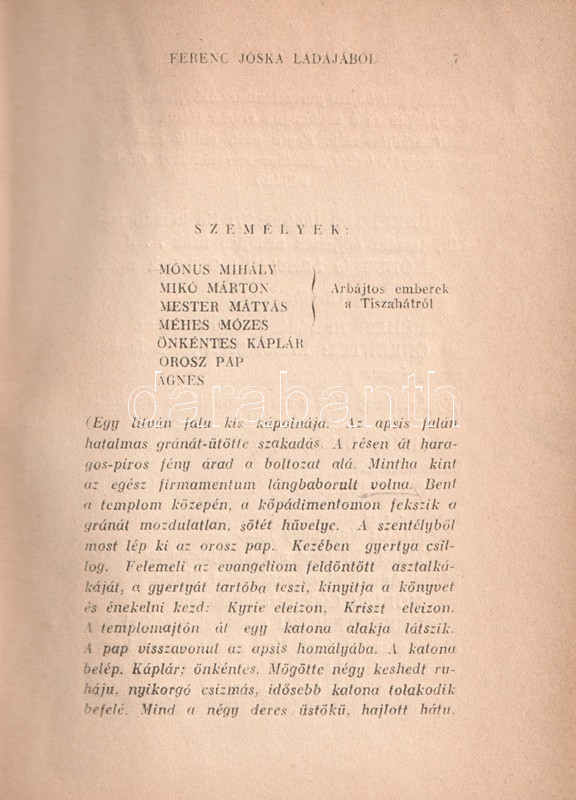 FERENC JÓSKA LÁDÁJÁBÓL 7
SZEMÉLYEK:
MÓNUS MIHÁLY
MIKÓ MÁRTON
MESTER MÁTYÁS
MÉHES MÓZES
Arbájtos emberek
a Tiszahátról
ÖNKÉNTES KÁPLÁR
OROSZ PAP
ÁGNES
(Egy litván falu kis kápolnája. Az apsis falán
hatalmas gránát-ütötte szakadás. A résen át hara-
gos-piros fény árad a boltozat alá. Mintha kint
az egész firmamentum lángbaborult volna. Bent
a templom közepén, a kőpádimentomon fekszik a
gránát mozdulatlan, sötét hüvelye. A szentélyből
most lép ki az orosz pap. Kezében gyertya csil-
log. Felemeli az evangeliom feldöntött asztalká-
káját, a gyertyát tartóba teszi, kinyitja a könyvet
és énekelni kezd: Kyrie eleizon, Kriszt eleizon.
A templomajtón át egy katona alakja látszik.
A pap visszavonul az apsis homályába. A katona
belép. Káplár; önkéntes. Mögötte négy keshedt ru-
háju, nyikorgó csizmás, idősebb katona tolakodik
befelé. Mind a négy deres üstökű, hajlott hátu.
darabanth